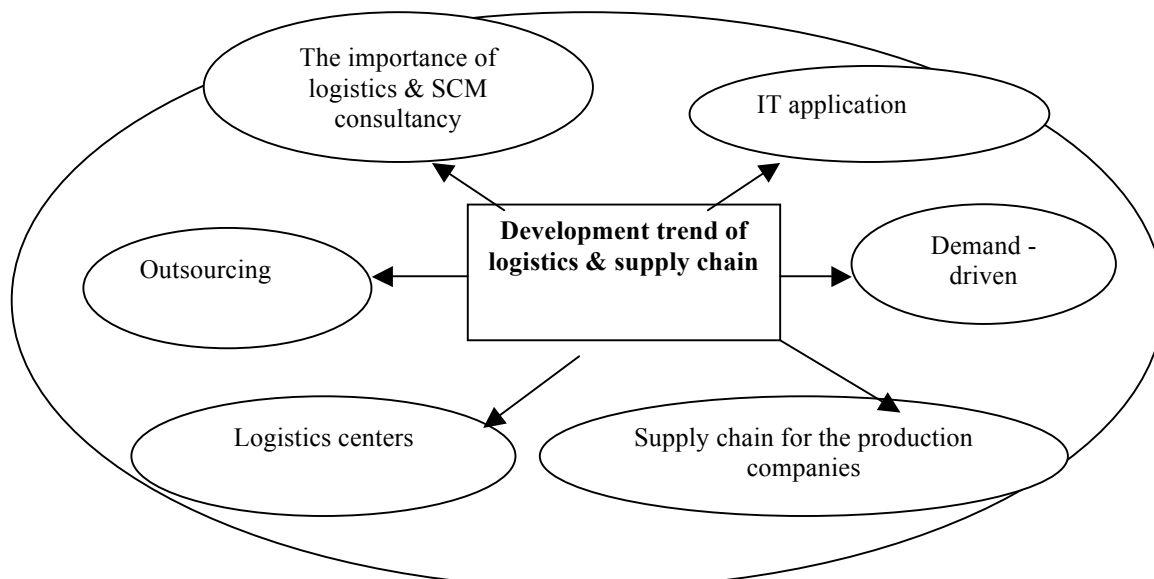 The importance of
logistics & SCM
consultancy
IT application
Development trend of
logistics & supply chain
Outsourcing
Demand -
driven
Logistics centers
Supply chain for the production
companies